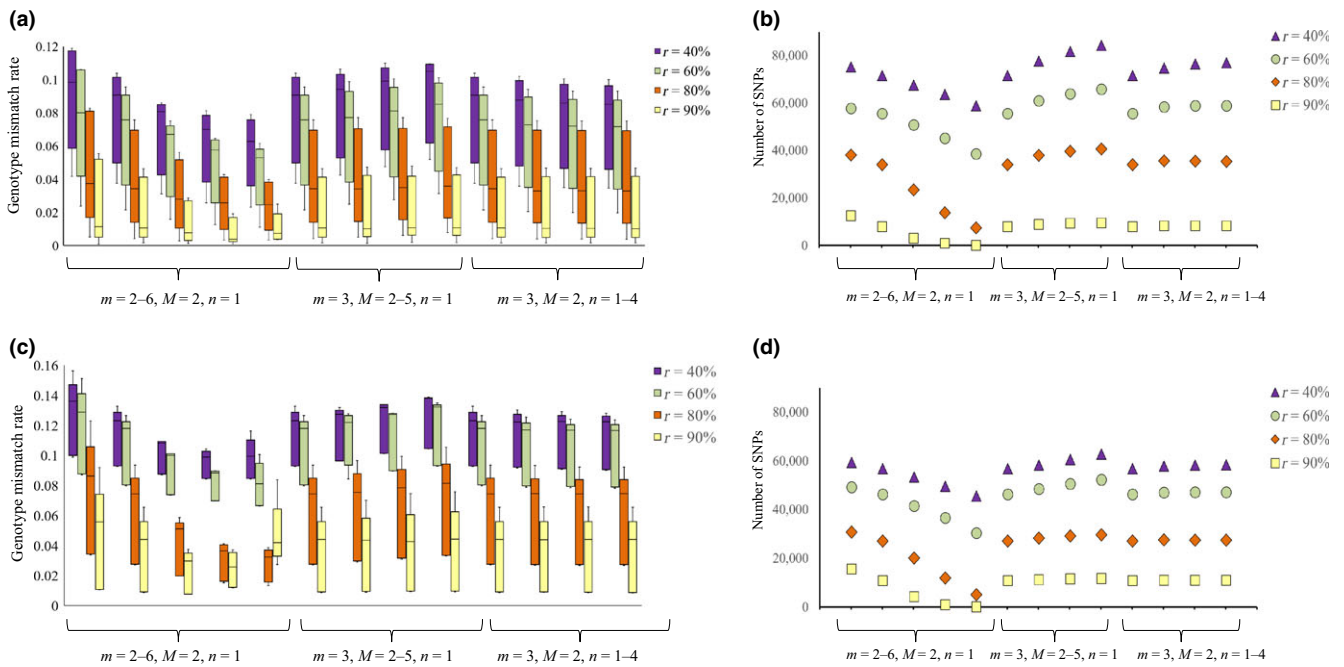 (a)
Genotype mismatch rate
0.12
0.1
0.08
0.06
0.04
0.02
0
r = 40%
r = 60%
r = 80%
r = 90%
m = 2–6, M = 2, n = 1
m = 3, M = 2–5, n = 1
m = 3, M = 2, n = 1–4
(b)
Number of SNPs
80,000
60,000
40,000
20,000
0
r = 40%
r = 60%
r = 80%
r = 90%
m = 2–6, M = 2, n = 1
m = 3, M = 2–5, n = 1
m = 3, M = 2, n = 1–4
(c)
Genotype mismatch rate
0.16
0.14
0.12
0.1
0.08
0.06
0.04
0.02
0
r = 40%
r = 60%
r = 80%
r = 90%
m = 2–6, M = 2, n = 1
m = 3, M = 2–5, n = 1
m = 3, M = 2, n = 1–4
(d)
Number of SNPs
80,000
60,000
40,000
20,000
0
r = 40%
r = 60%
r = 80%
r = 90%
m = 2–6, M = 2, n = 1
m = 3, M = 2–5, n = 1
m = 3, M = 2, n = 1–4